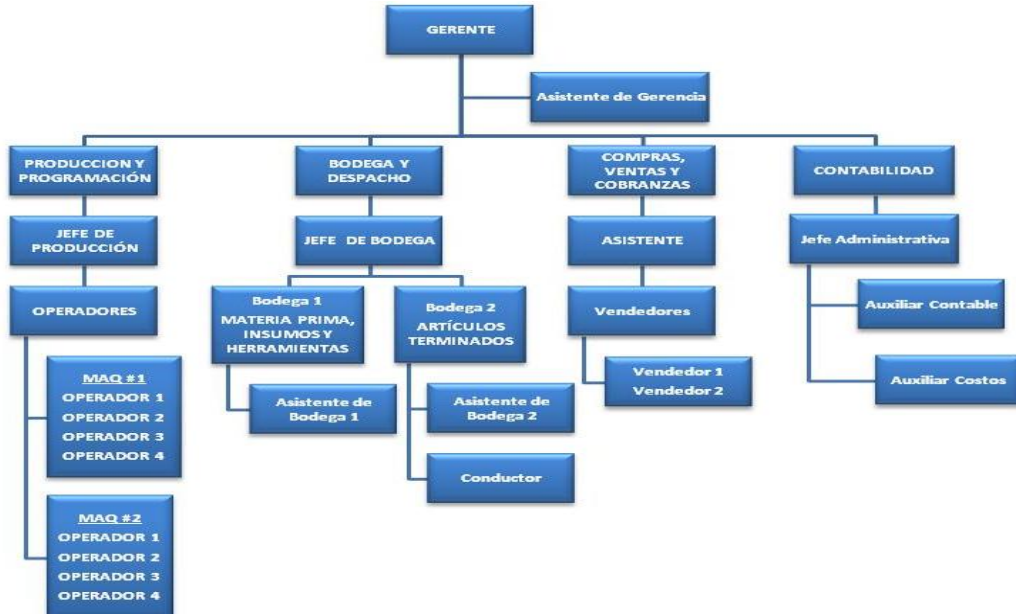 GERENTE
Asistente de Gerencia
PRODUCCION Y
PROGRAMACIÓN
BODEGA Y
DESPACHO
COMPRAS,
VENTAS Y
COBRANZAS
CONTABILIDAD
JEFE DE
PRODUCCIÓN
JEFE DE BODEGA
ASISTENTE
Jefe Administrativa
OPERADORES
Bodega 1
MATERIA PRIMA,
INSUMOS Y
HERRAMIENTAS
Bodega 2
ARTÍCULOS
TERMINADOS
Vendedores
Auxiliar Contable
MAQ #1
OPERADOR 1
OPERADOR 2
OPERADOR 3
OPERADOR 4
Asistente de
Bodega 1
Asistente de
Bodega 2
Vendedor 1
Vendedor 2
Auxiliar Costos
Conductor
MAQ #2
OPERADOR 1
OPERADOR 2
OPERADOR 3
OPERADOR 4